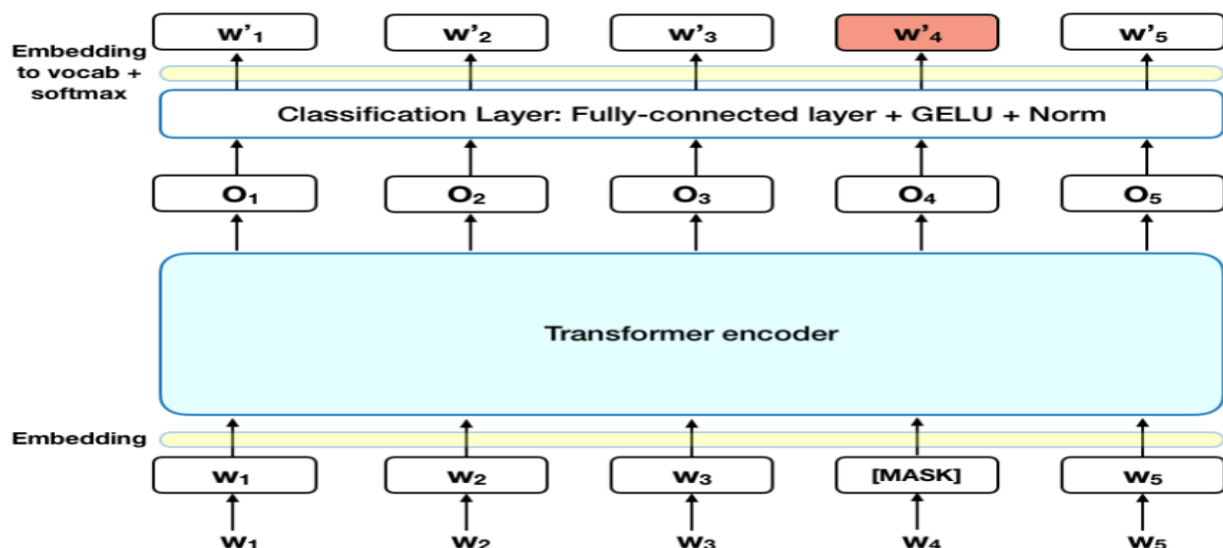 w'₁ w'₂ w'₃ w'₄ w'₅
Embedding
to vocab +
softmax
Classification Layer: Fully-connected layer + GELU + Norm
O₁ O₂ O₃ O₄ O₅
Transformer encoder
Embedding
W₁ W₂ W₃ [MASK] W₅
W₁ W₂ W₃ W₄ W₅